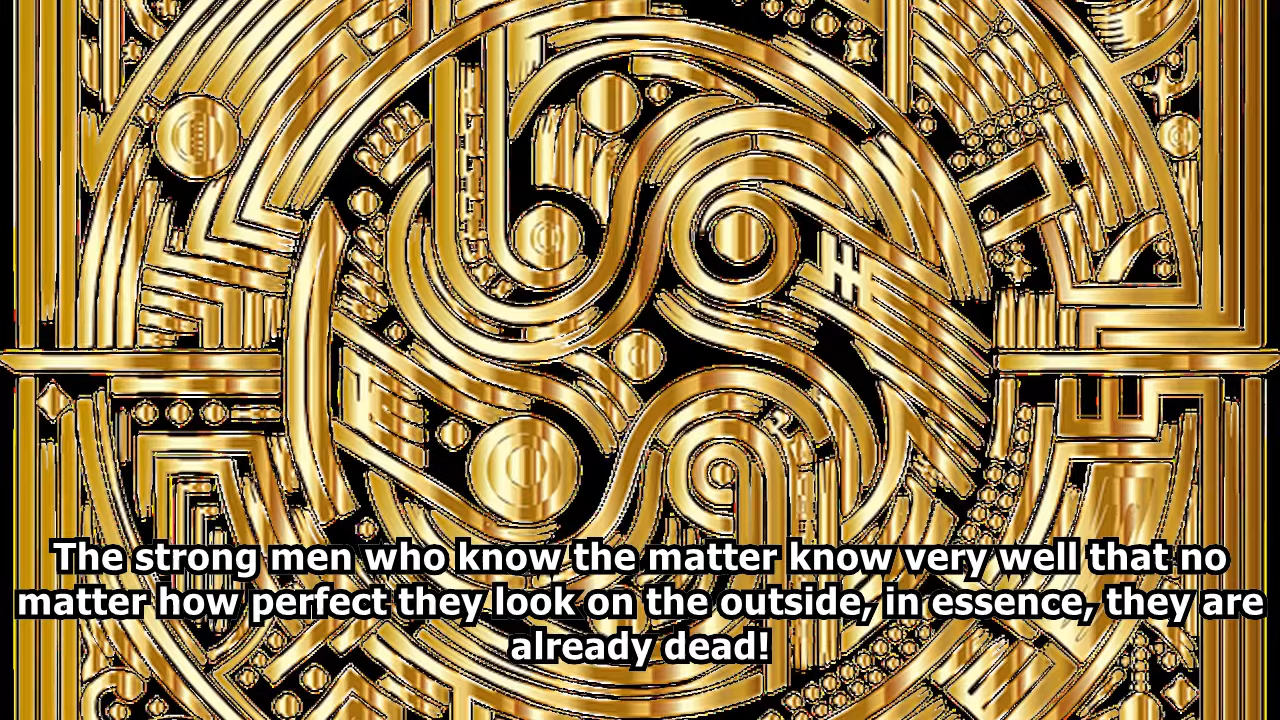 The strong men who know the matter know very well that no
matter how perfect they look on the outside, in essence, they are
already dead!